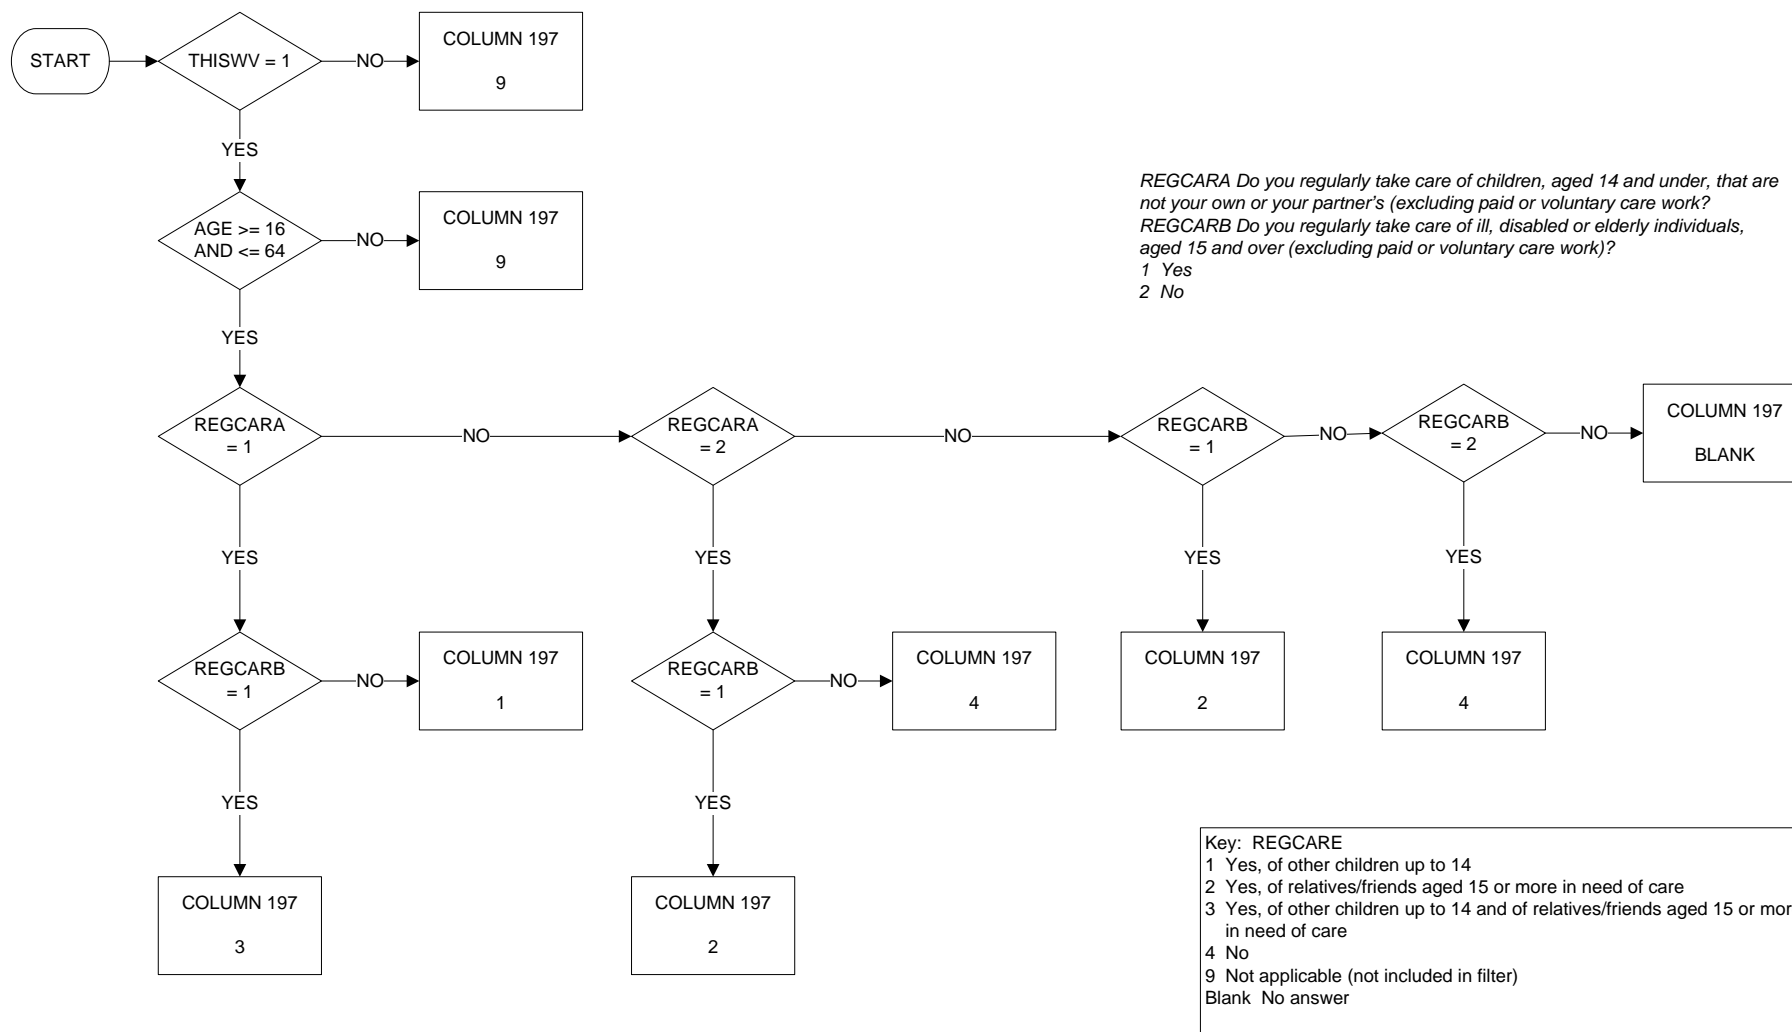 START
THISWV = 1
NO
COLUMN 197
9
YES
AGE >= 16
AND <= 64
NO
COLUMN 197
9
YES
REGCARA Do you regularly take care of children, aged 14 and under, that are
not your own or your partner's (excluding paid or voluntary care work?
REGCARB Do you regularly take care of ill, disabled or elderly individuals,
aged 15 and over (excluding paid or voluntary care work)?
1 Yes
2 No
REGCARA
= 1
NO
REGCARA
= 2
NO
REGCARB
= 1
NO
REGCARB
= 2
NO
COLUMN 197
BLANK
YES
YES
YES
YES
REGCARB
= 1
NO
COLUMN 197
1
REGCARB
= 1
NO
COLUMN 197
4
COLUMN 197
2
COLUMN 197
4
YES
YES
COLUMN 197
3
COLUMN 197
2
Key: REGCARE
1 Yes, of other children up to 14
2 Yes, of relatives/friends aged 15 or more in need of care
3 Yes, of other children up to 14 and of relatives/friends aged 15 or mor
in need of care
4 No
9 Not applicable (not included in filter)
Blank No answer